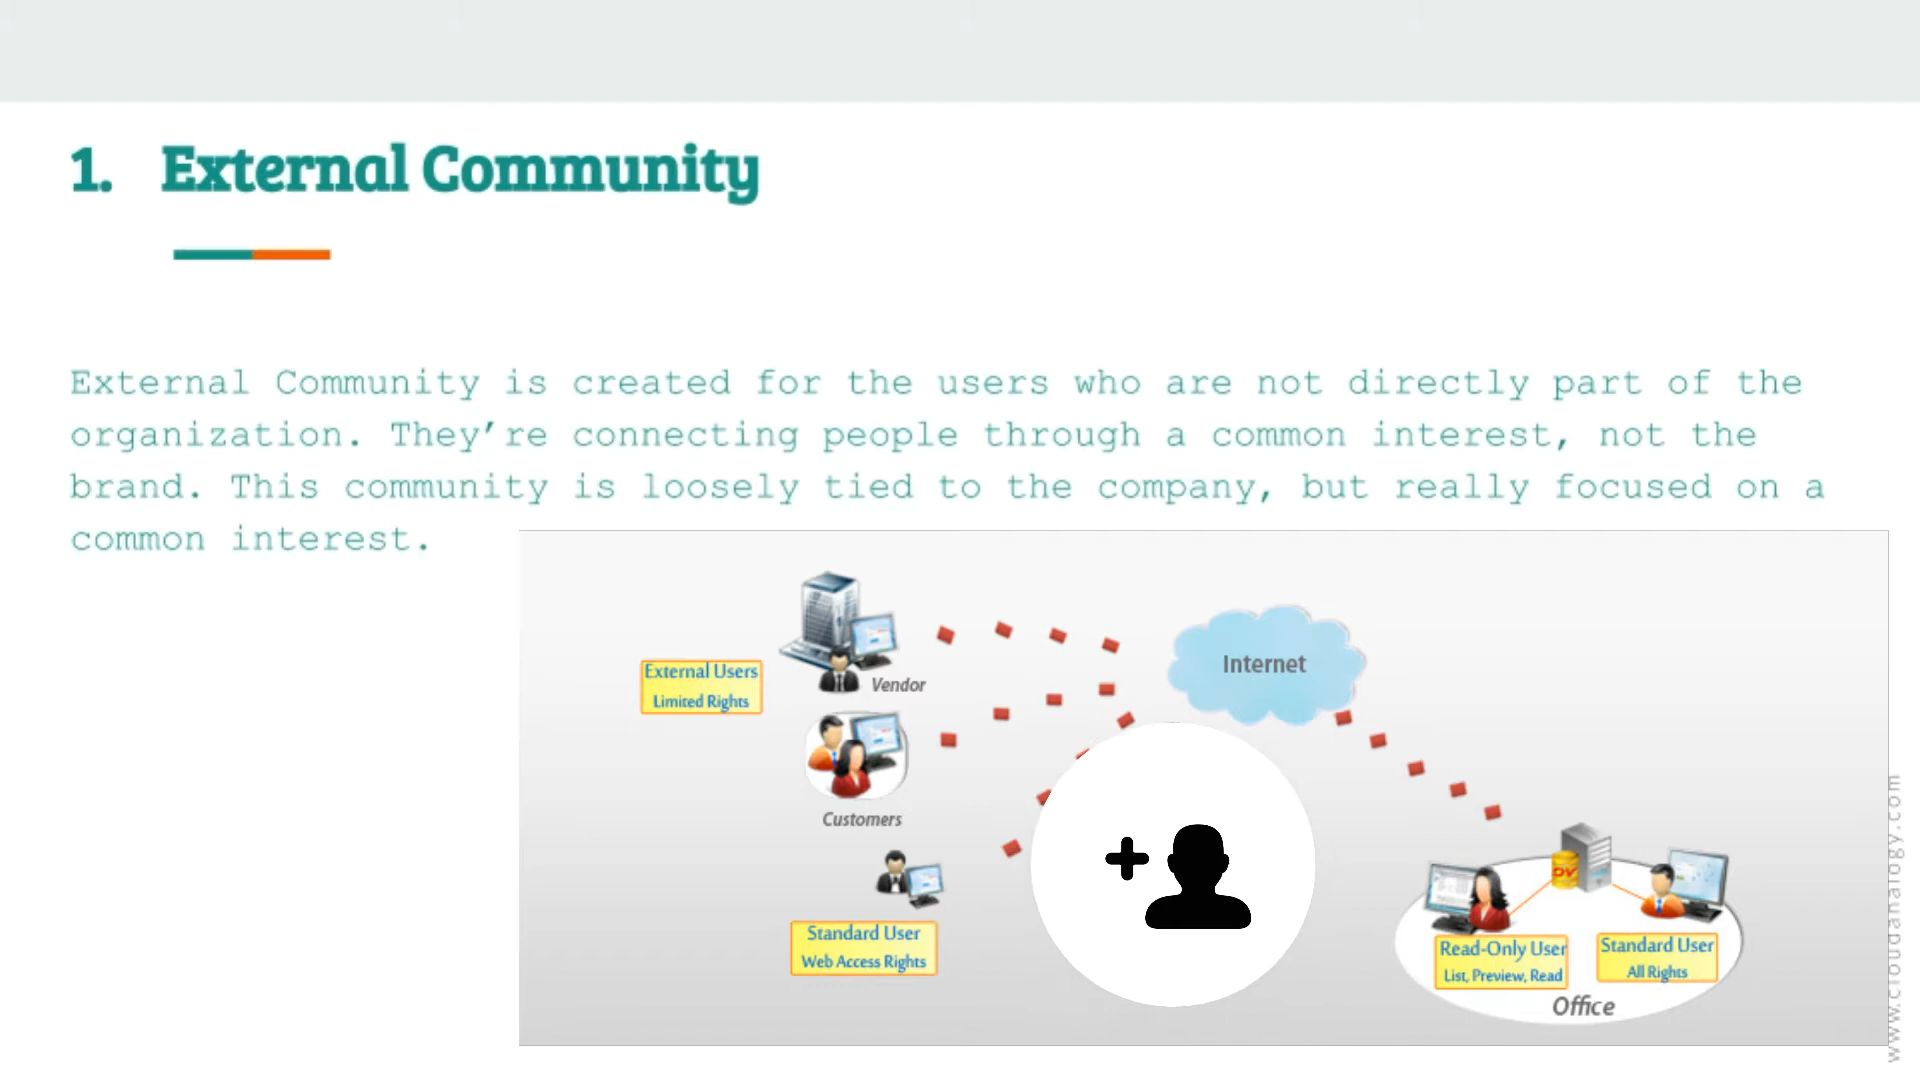 1. External Community
External Community is created for the users who are not directly part of the
organization. They’re connecting people through a common interest, not the
brand. This community is loosely tied to the company, but really focused on a
common interest.
External Users
Limited Rights
Vendor
Internet
Customers
Standard User
Web Access Rights
DV
Read-Only User
List, Preview, Read
Standard User
All Rights
Office
www.cloudanalogy.com